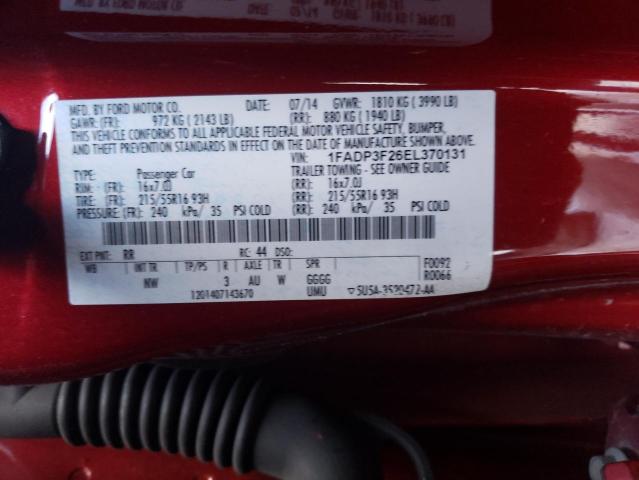 MFD. BY FORD MOTOR CO. DATE: 07/14 GVWR: 1810 KG ( 3990 LB)
GAWR: (FR): 972 KG ( 2143 LB) (RR): 880 KG ( 1940 LB)
THIS VEHICLE CONFORMS TO ALL APPLICABLE FEDERAL MOTOR VEHICLE SAFETY, BUMPER,
AND THEFT PREVENTION STANDARDS IN EFFECT ON THE DATE OF MANUFACTURE SHOWN ABOVE.
VIN: 1FADP3F26EL370131
TYPE: Passenger Car TRAILER TOWING - SEE OWNER GUIDE
RIM: (FR): 16x7.0J (RR): 16x7.0J
TIRE: (FR): 215/55R16 93H (RR): 215/55R16 93H
PRESSURE: (FR): 240 kPa/ 35 PSI COLD (RR): 240 kPa/ 35 PSI COLD
EXT PNT: RR RC: 44 DSO: F0092
WB INT TR TP/PS R AXLE TR SPR R0066
NW 3 AU W GGGG
1201407143670 UMU